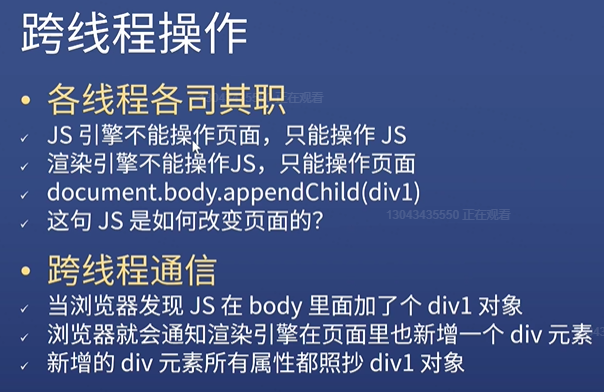 跨线程操作
各线程各司其职
JS 引擎不能操作页面，只能操作 JS
渲染引擎不能操作JS，只能操作页面
document.body.appendChild(div1)
这句 JS 是如何改变页面的？
13043435550 正在观看
跨线程通信
当浏览器发现 JS 在 body 里面加了个 div1 对象
浏览器就会通知渲染引擎在页面里也新增一个 div 元素
新增的 div 元素所有属性都照抄 div1 对象